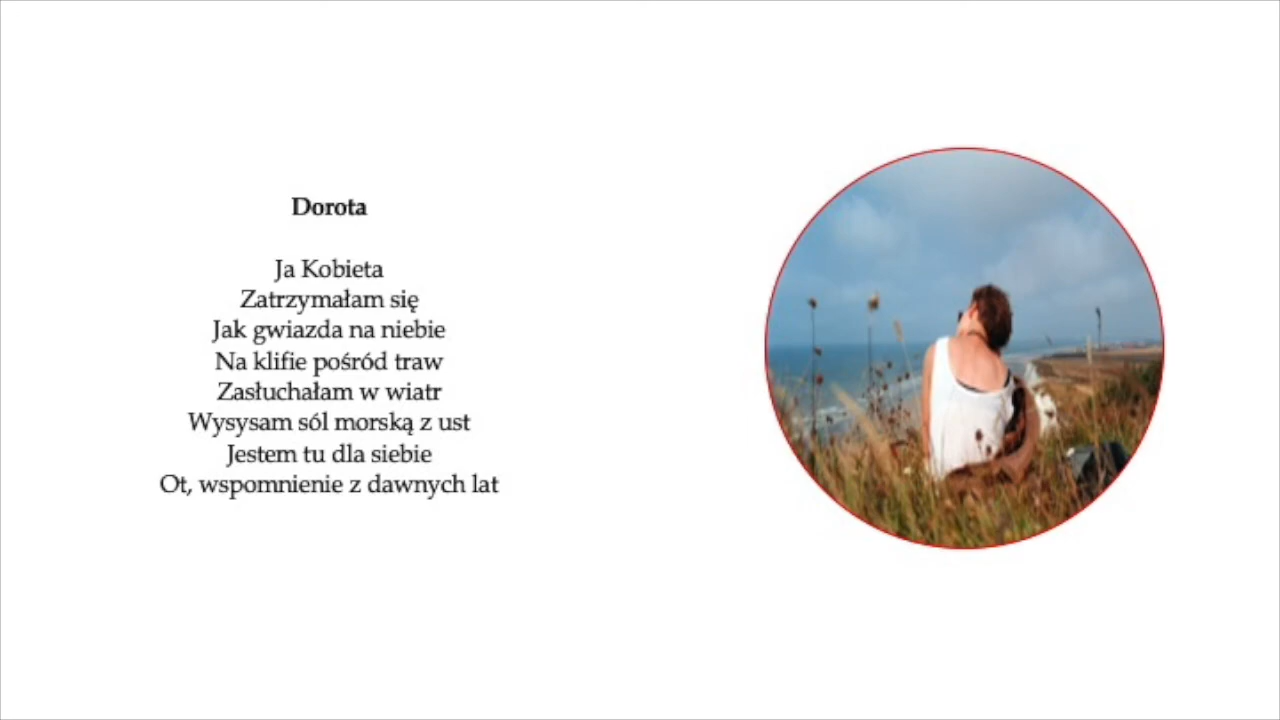 Dorota
Ja Kobieta
Zatrzymałam się
Jak gwiazda na niebie
Na klifie pośród traw
Zasłuchałam w wiatr
Wysysam sól morską z ust
Jestem tu dla siebie
Ot, wspomnienie z dawnych lat